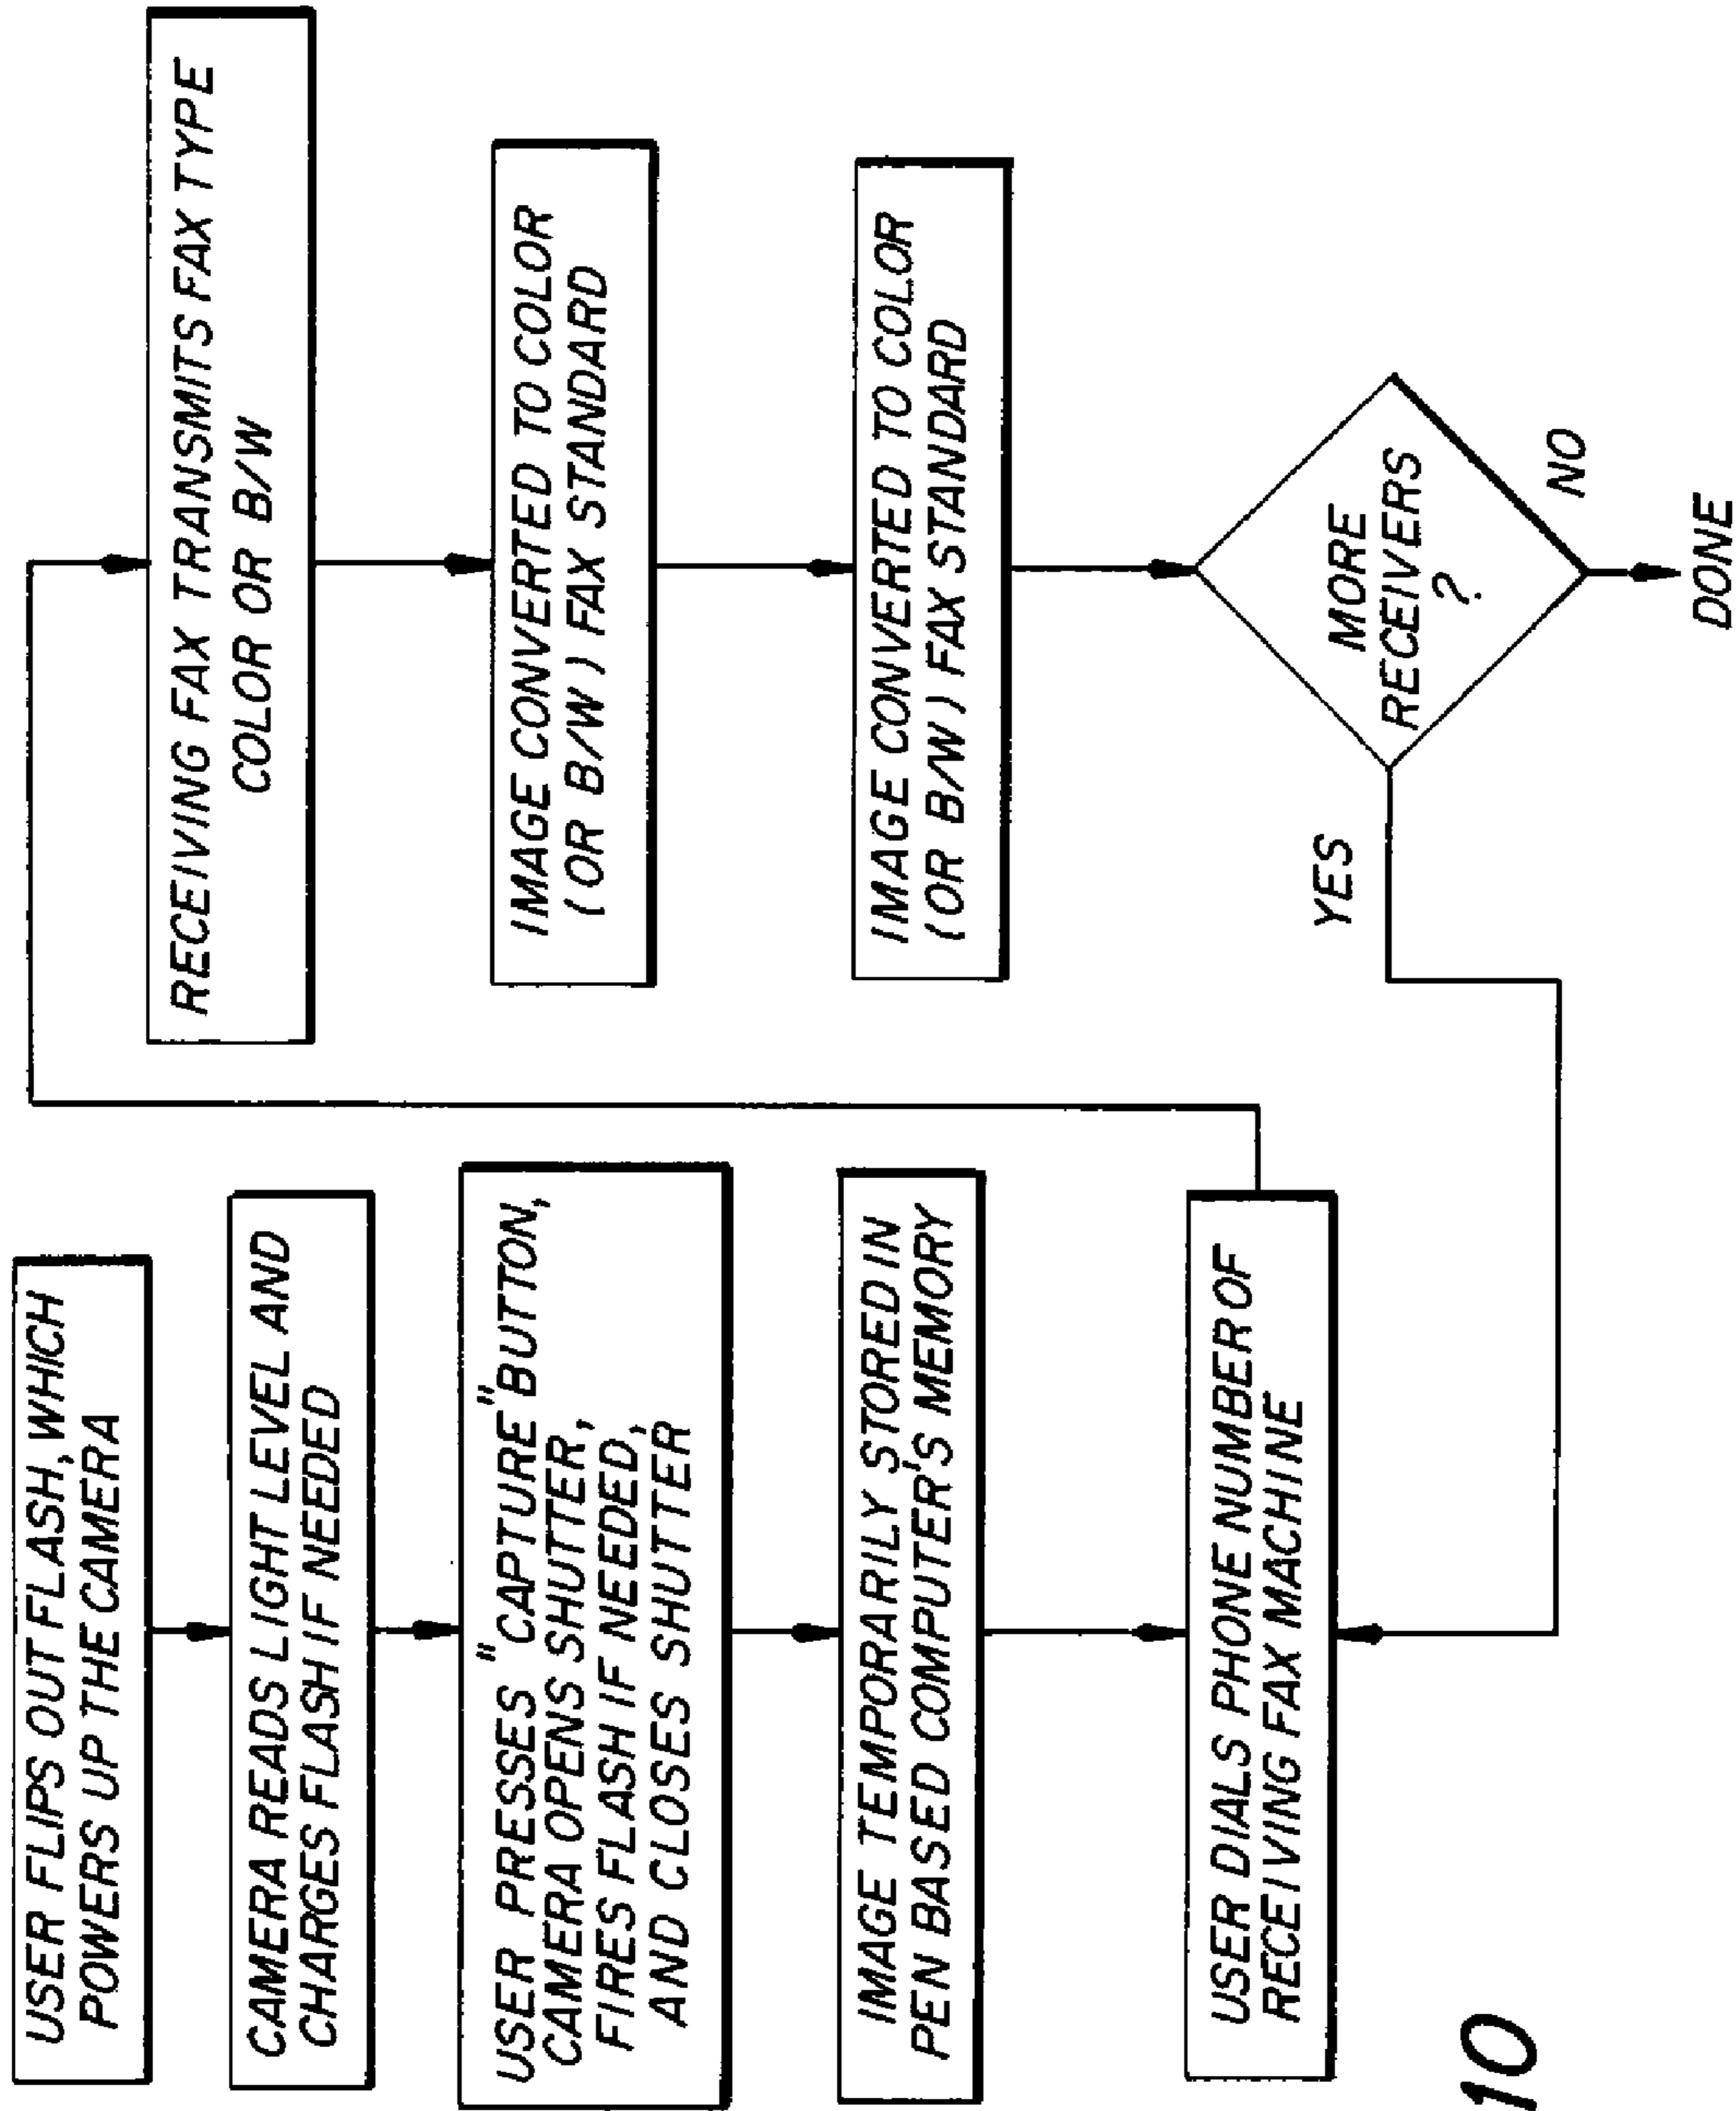 USER FLIPS OUT FLASH, WHICH
POWERS UP THE CAMERA
CAMERA READS LIGHT LEVEL AND
CHARGES FLASH IF NEEDED
USER PRESSES "CAPTURE" BUTTON,
CAMERA OPENS SHUTTER,
FIRES FLASH IF NEEDED,
AND CLOSES SHUTTER
IMAGE TEMPORARILY STORED IN
PEN BASED COMPUTER'S MEMORY
USER DIALS PHONE NUMBER OF
RECEIVING FAX MACHINE
RECEIVING FAX TRANSMITS FAX TYPE
COLOR OR B/W
IMAGE CONVERTED TO COLOR
(OR B/W) FAX STANDARD
IMAGE CONVERTED TO COLOR
(OR B/W) FAX STANDARD
MORE
RECEIVERS
?
YES
NO
DONE
10